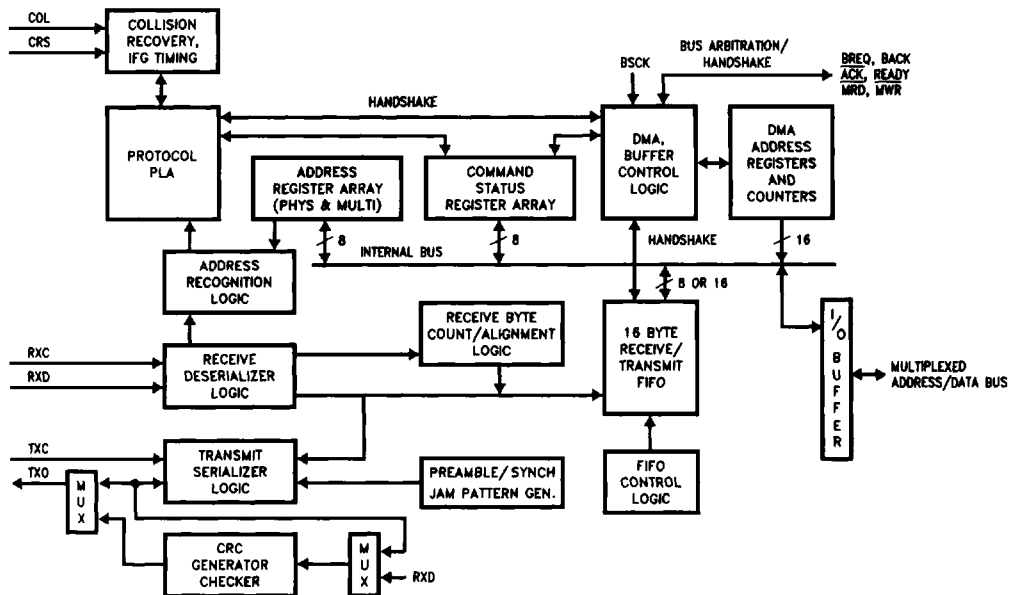 COL
CRS
COLLISION
RECOVERY,
IFG TIMING
BUS ARBITRATION/
HANDSHAKE
BSCK
BREQ, BACK
ACK, READY
MRD, MWR
HANDSHAKE
PROTOCOL
PLA
ADDRESS
REGISTER ARRAY
(PHYS & MULTI)
COMMAND
STATUS
REGISTER ARRAY
DMA,
BUFFER
CONTROL
LOGIC
DMA
ADDRESS
REGISTERS
AND
COUNTERS
8
8
HANDSHAKE
16
INTERNAL BUS
8 OR 16
ADDRESS
RECOGNITION
LOGIC
RECEIVE BYTE
COUNT/ALIGNMENT
LOGIC
16 BYTE
RECEIVE/
TRANSMIT
FIFO
I/O
BUFFER
MULTIPLEXED
ADDRESS/DATA BUS
RXC
RXD
RECEIVE
DESERIALIZER
LOGIC
TXC
TXO
TRANSMIT
SERIALIZER
LOGIC
PREAMBLE/SYNCH
JAM PATTERN GEN.
FIFO
CONTROL
LOGIC
MUX
CRC
GENERATOR
CHECKER
MUX
RXD